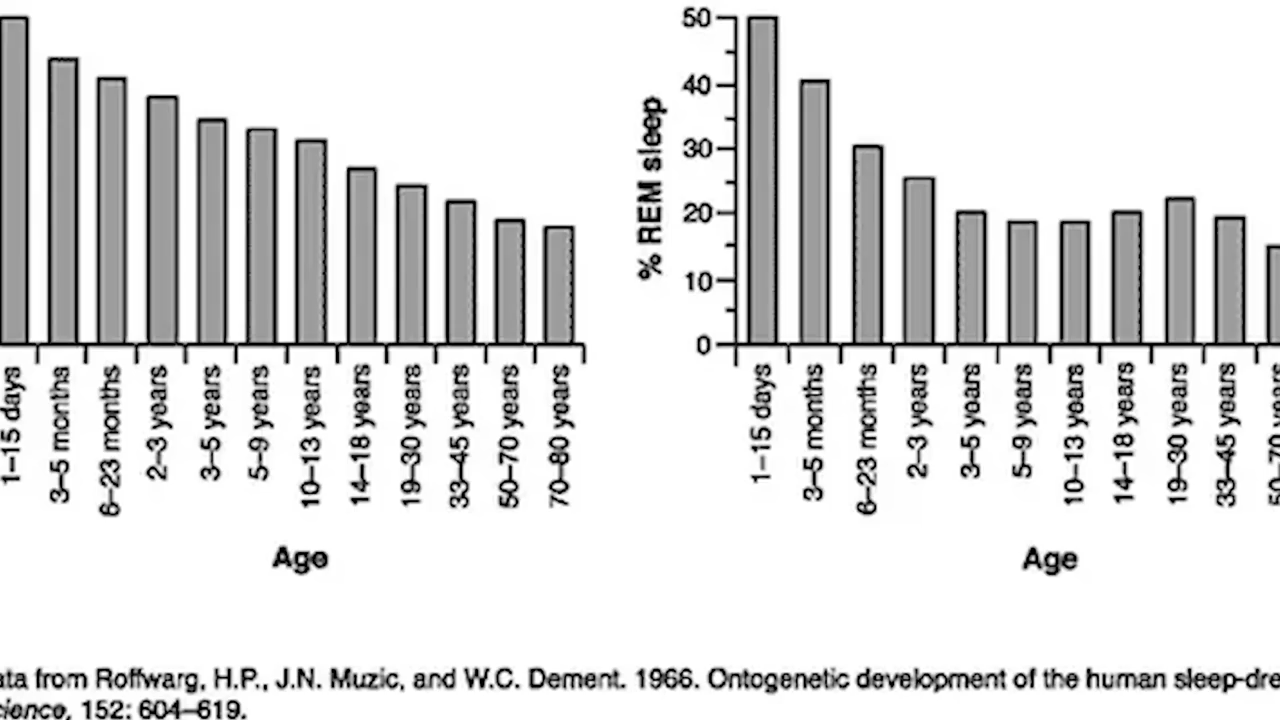 50
40
30
20
10
0
% REM sleep
1–15 days
3–5 months
6–23 months
2–3 years
3–5 years
5–9 years
10–13 years
14–18 years
19–30 years
33–45 years
50–70 years
70–80 years
1–15 days
3–5 months
6–23 months
2–3 years
3–5 years
5–9 years
10–13 years
14–18 years
19–30 years
33–45 years
50–70 years
Age
Age
ata from Roffwarg, H.P., J.N. Muzic, and W.C. Dement. 1966. Ontogenetic development of the human sleep-dre
cience, 152: 604–619.